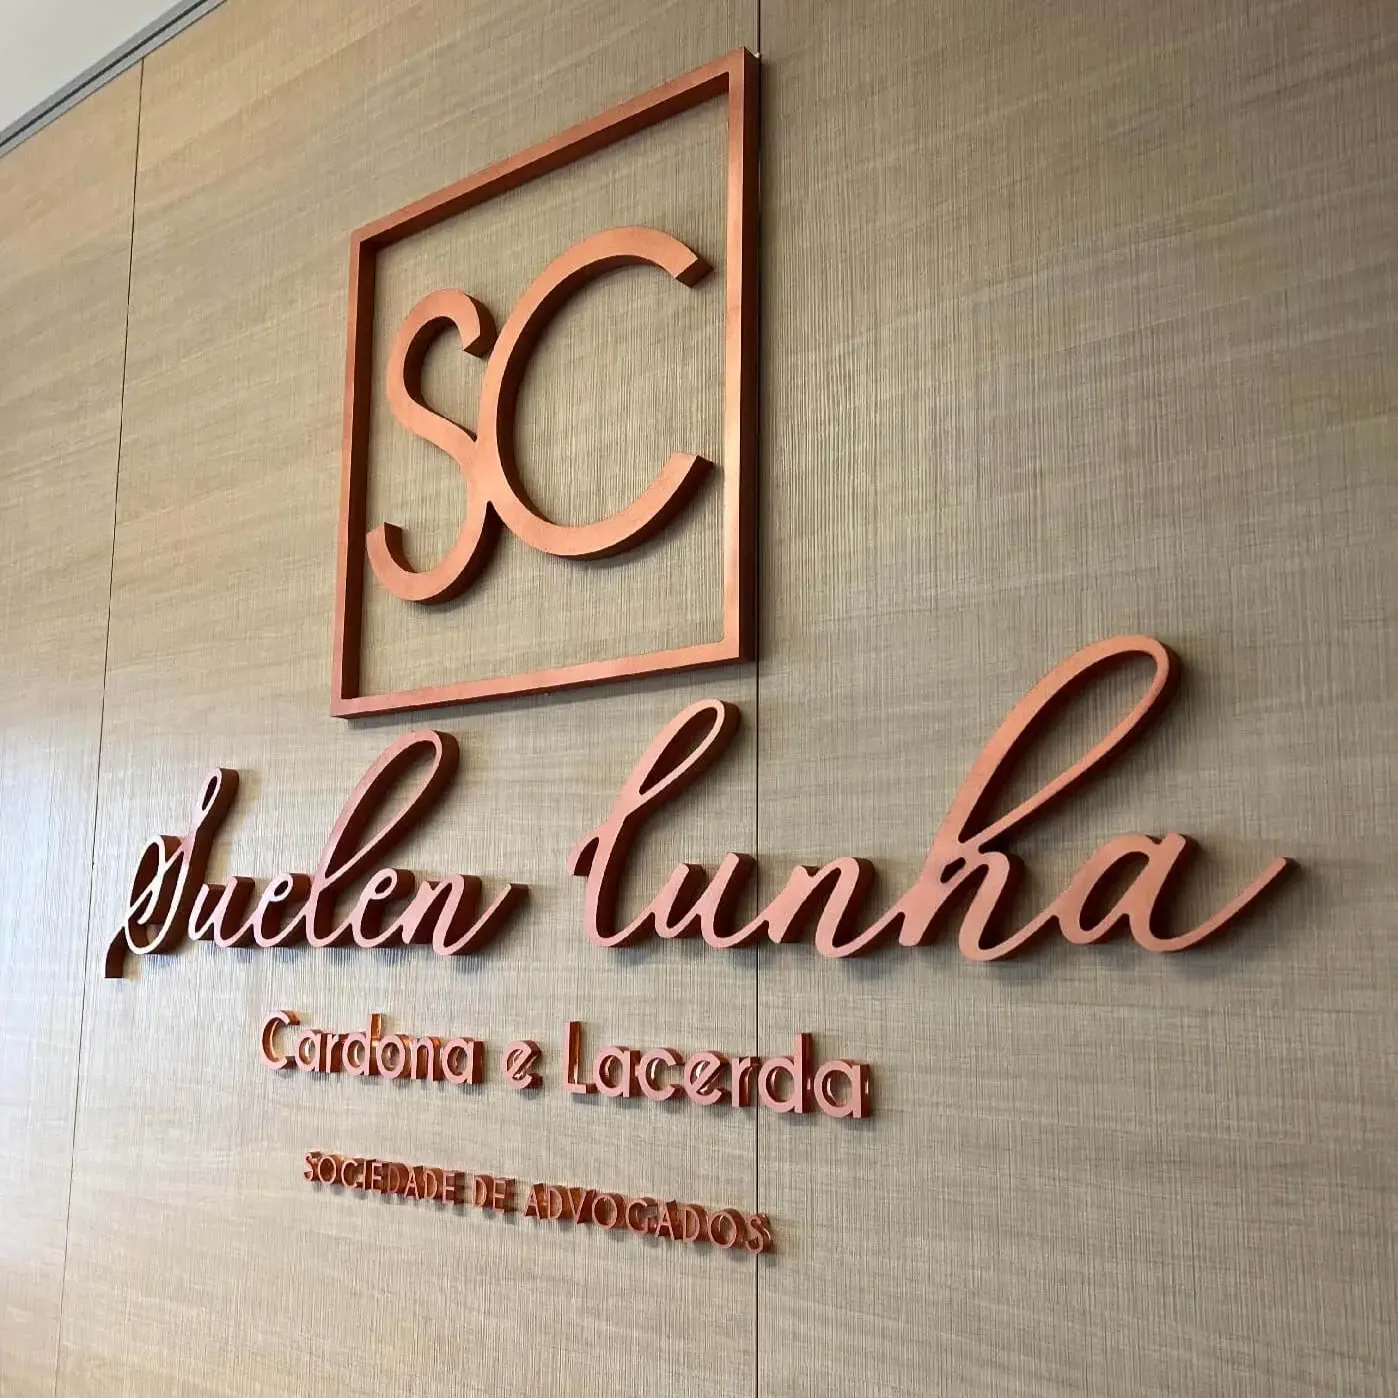 SC
Suelen Cunha
Cardona e Lacerda
SOCIEDADE DE ADVOGADOS